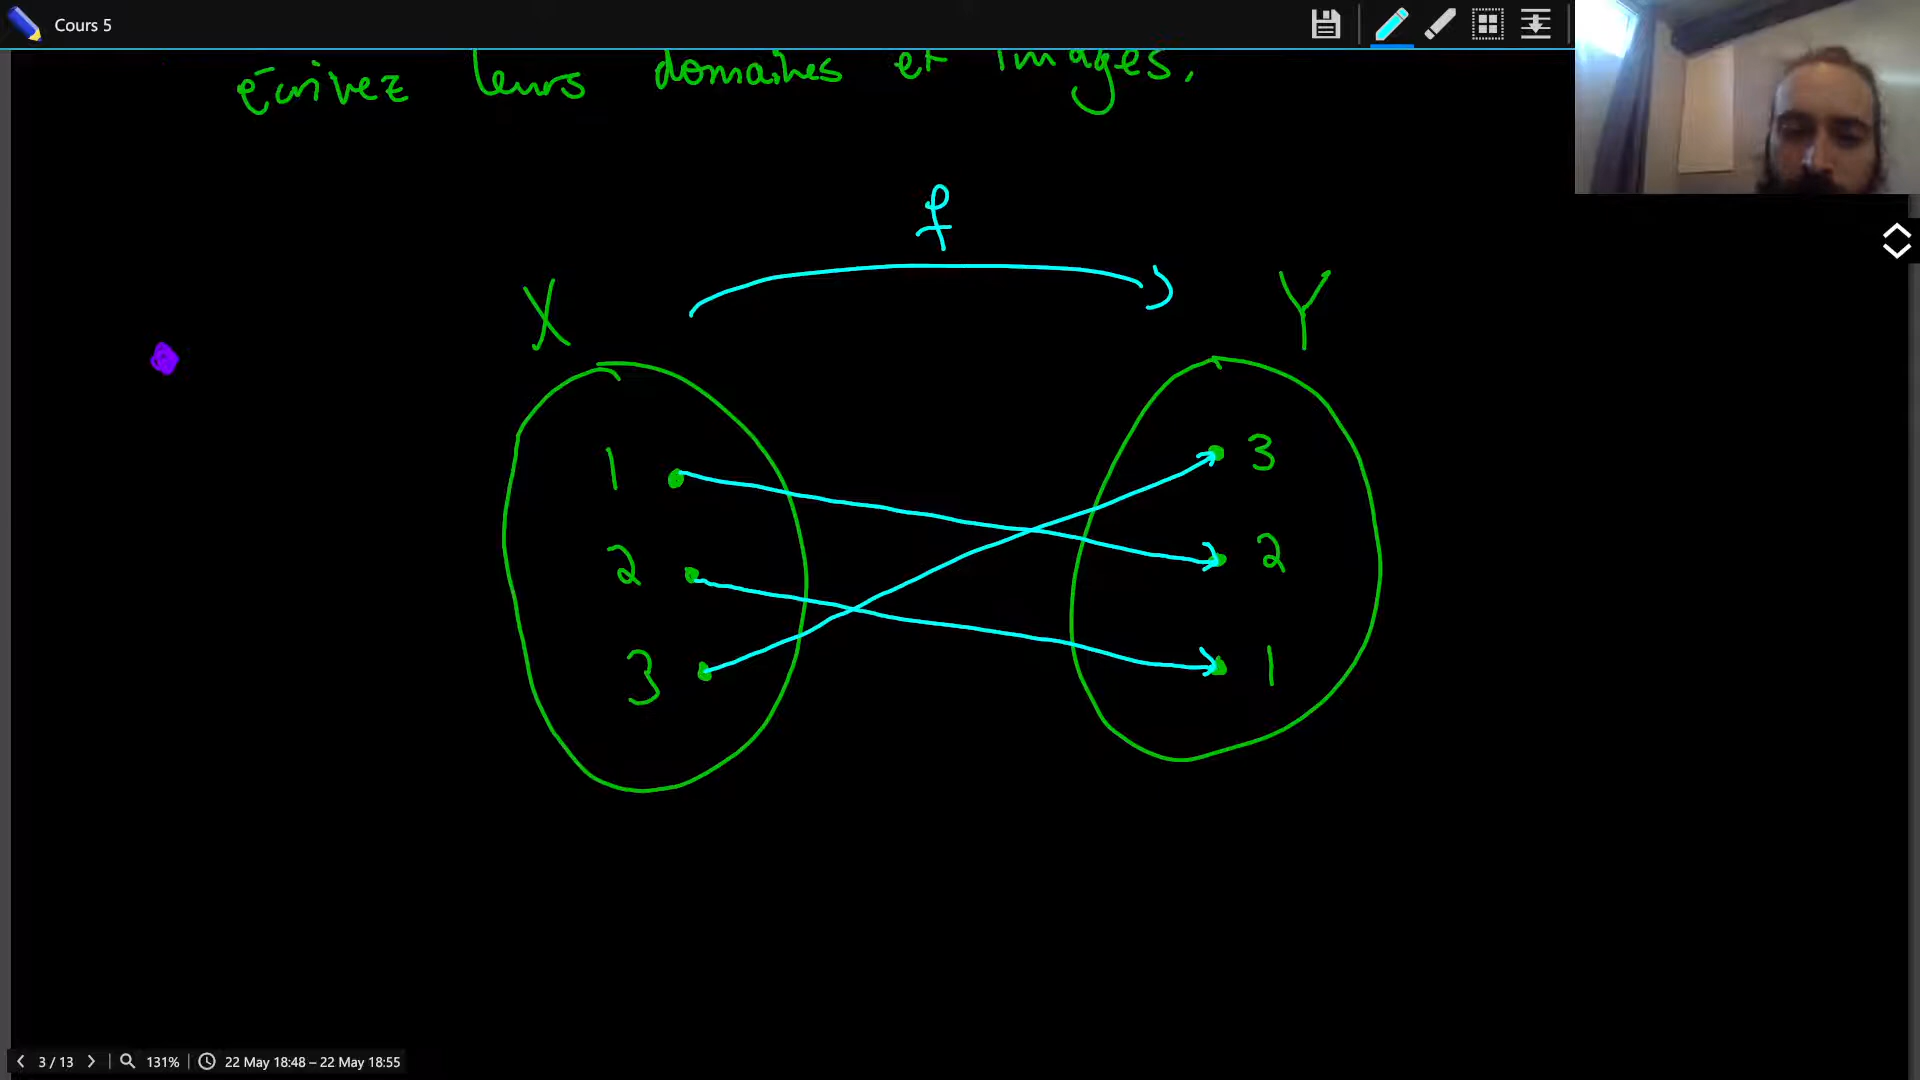 Cours 5
écrivez leurs domaines et images.
f
X Y
1 3
2 2
3 1
3 / 13 131% 22 May 18:48 – 22 May 18:55